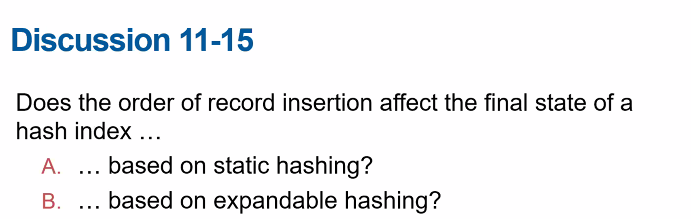 Discussion 11-15
Does the order of record insertion affect the final state of a
hash index …
A. … based on static hashing?
B. … based on expandable hashing?